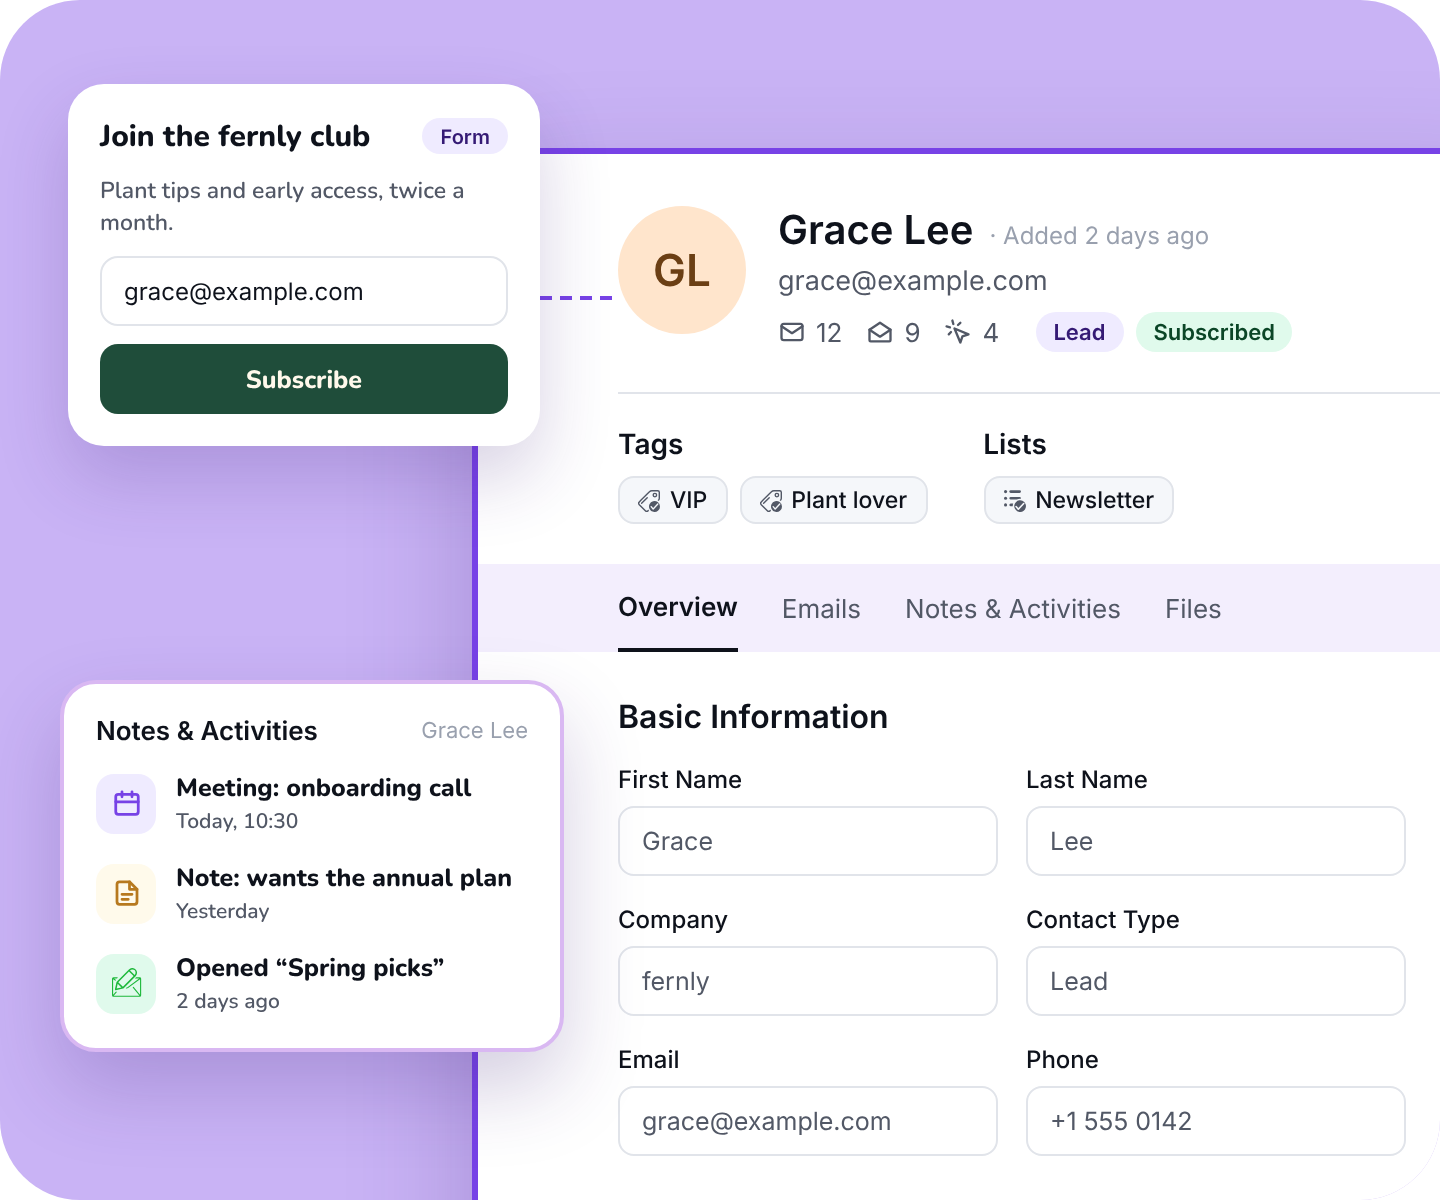 Join the fernly club
Form
Plant tips and early access, twice a
month.
grace@example.com
Subscribe
GL
Grace Lee · Added 2 days ago
grace@example.com
12 9 4 Lead Subscribed
Tags
VIP Plant lover
Lists
Newsletter
Overview Emails Notes & Activities Files
Notes & Activities Grace Lee
Meeting: onboarding call
Today, 10:30
Note: wants the annual plan
Yesterday
Opened “Spring picks”
2 days ago
Basic Information
First Name
Grace
Last Name
Lee
Company
fernly
Contact Type
Lead
Email
grace@example.com
Phone
+1 555 0142